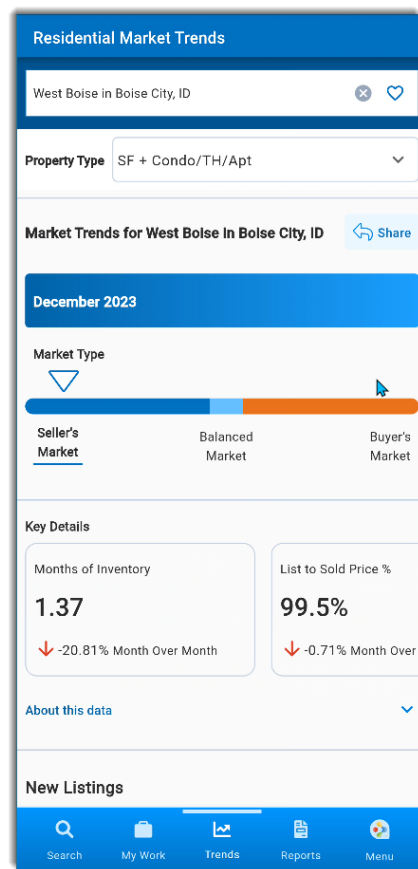 Residential Market Trends
West Boise in Boise City, ID
Property Type SF + Condo/TH/Apt
Market Trends for West Boise in Boise City, ID Share
December 2023
Market Type
Seller's Balanced Buyer's
Market Market Market
Key Details
Months of Inventory List to Sold Price %
1.37 99.5%
-20.81% Month Over Month -0.71% Month Over
About this data
New Listings
Search My Work Trends Reports Menu